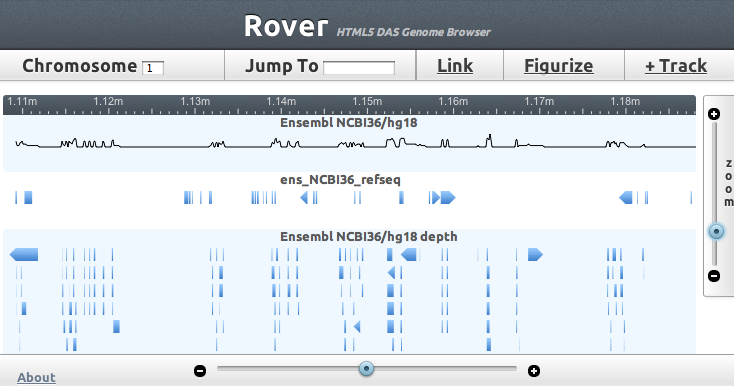 Rover HTML5 DAS Genome Browser
Chromosome 1 Jump To Link Figurize + Track
1.11m 1.12m 1.13m 1.14m 1.15m 1.16m 1.17m 1.18m
Ensembl NCBI36/hg18
ens_NCBI36_refseq
Ensembl NCBI36/hg18 depth
zoom
About